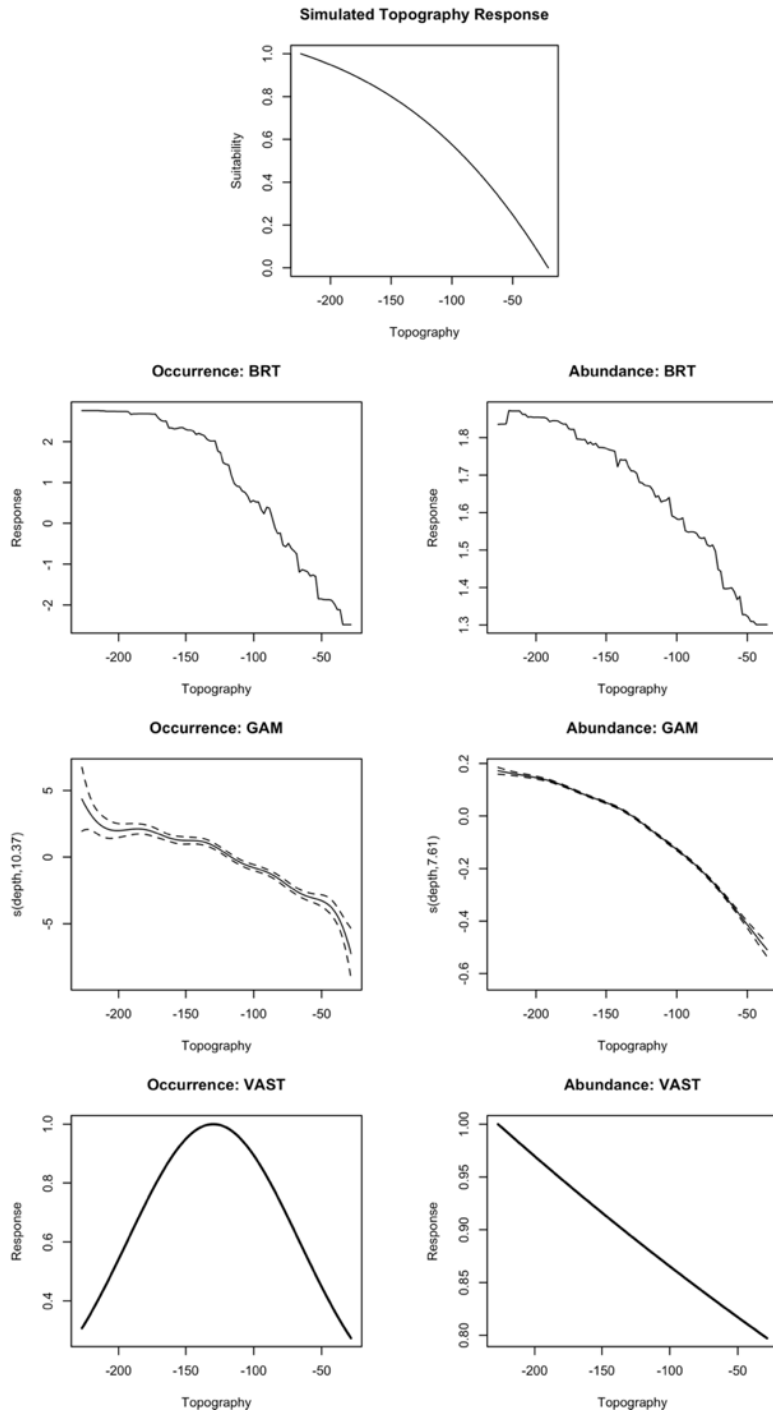 Simulated Topography Response
Suitability
1.0
0.8
0.6
0.4
0.2
0.0
-200 -150 -100 -50
Topography
Occurrence: BRT
Response
2
1
0
-1
-2
-200 -150 -100 -50
Topography
Abundance: BRT
Response
1.8
1.7
1.6
1.5
1.4
1.3
-200 -150 -100 -50
Topography
Occurrence: GAM
s(depth,10.37)
5
0
-5
-200 -150 -100 -50
Topography
Abundance: GAM
s(depth,7.61)
0.2
0.0
-0.2
-0.4
-0.6
-200 -150 -100 -50
Topography
Occurrence: VAST
Response
1.0
0.8
0.6
0.4
-200 -150 -100 -50
Topography
Abundance: VAST
Response
1.00
0.95
0.90
0.85
0.80
-200 -150 -100 -50
Topography